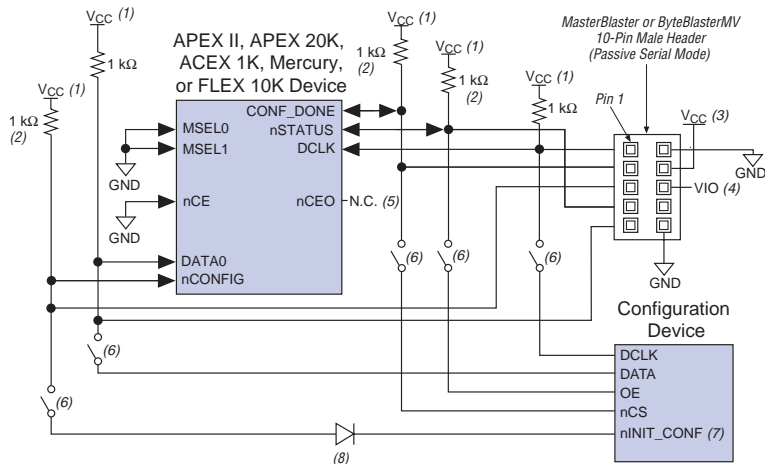 VCC (1)
1 kΩ
VCC (1)
1 kΩ
(2)
APEX II, APEX 20K,
ACEX 1K, Mercury,
or FLEX 10K Device
MSEL0
MSEL1
nCE
DATA0
nCONFIG
CONF_DONE
nSTATUS
DCLK
nCEO
N.C. (5)
GND
GND
VCC (1)
1 kΩ
(2)
VCC (1)
1 kΩ
(2)
VCC (1)
1 kΩ
MasterBlaster or ByteBlasterMV
10-Pin Male Header
(Passive Serial Mode)
Pin 1
VCC (3)
GND
VIO (4)
GND
(6)
(6)
(6)
(6)
(6)
(8)
Configuration
Device
DCLK
DATA
OE
nCS
nINIT_CONF (7)